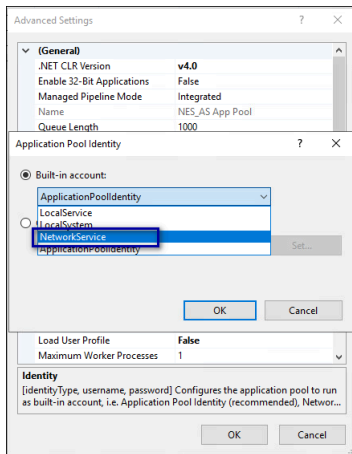 Advanced Settings ? ×
(General)
.NET CLR Version v4.0
Enable 32-Bit Applications False
Managed Pipeline Mode Integrated
Name NES_AS App Pool
Queue Length 1000
Application Pool Identity ? ×
Built-in account:
ApplicationPoolIdentity
LocalService
LocalSystem
NetworkService
ApplicationPoolIdentity
Set...
OK Cancel
Load User Profile False
Maximum Worker Processes 1
Identity
[identityType, username, password] Configures the application pool to run
as built-in account, i.e. Application Pool Identity (recommended), Networ...
OK Cancel